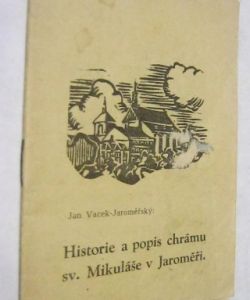 Jan Vacek-Jaroměřský:
Historie a popis chrámu
sv. Mikuláše v Jaroměři.